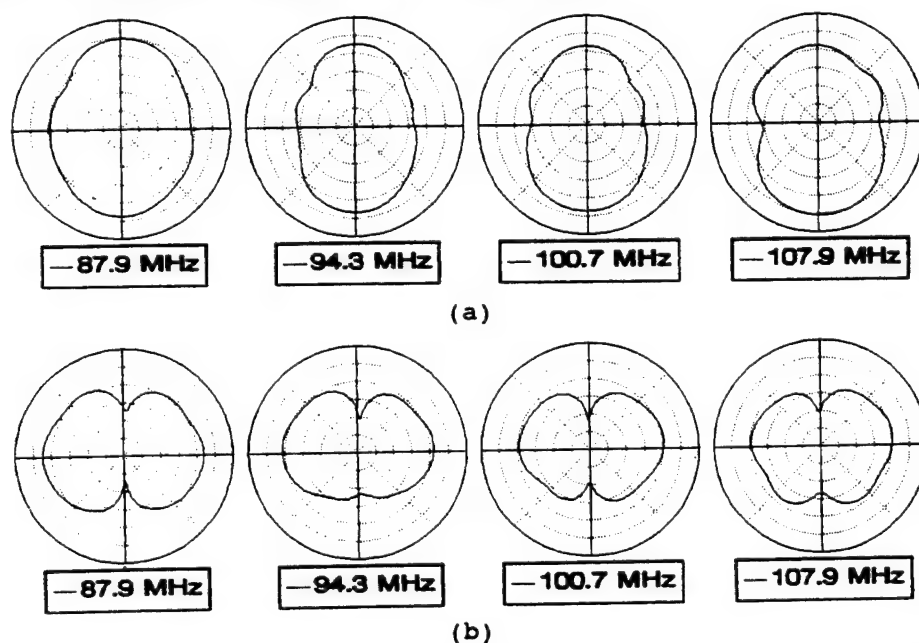 — 87.9 MHz
— 94.3 MHz
— 100.7 MHz
— 107.9 MHz
(a)
— 87.9 MHz
— 94.3 MHz
— 100.7 MHz
— 107.9 MHz
(b)